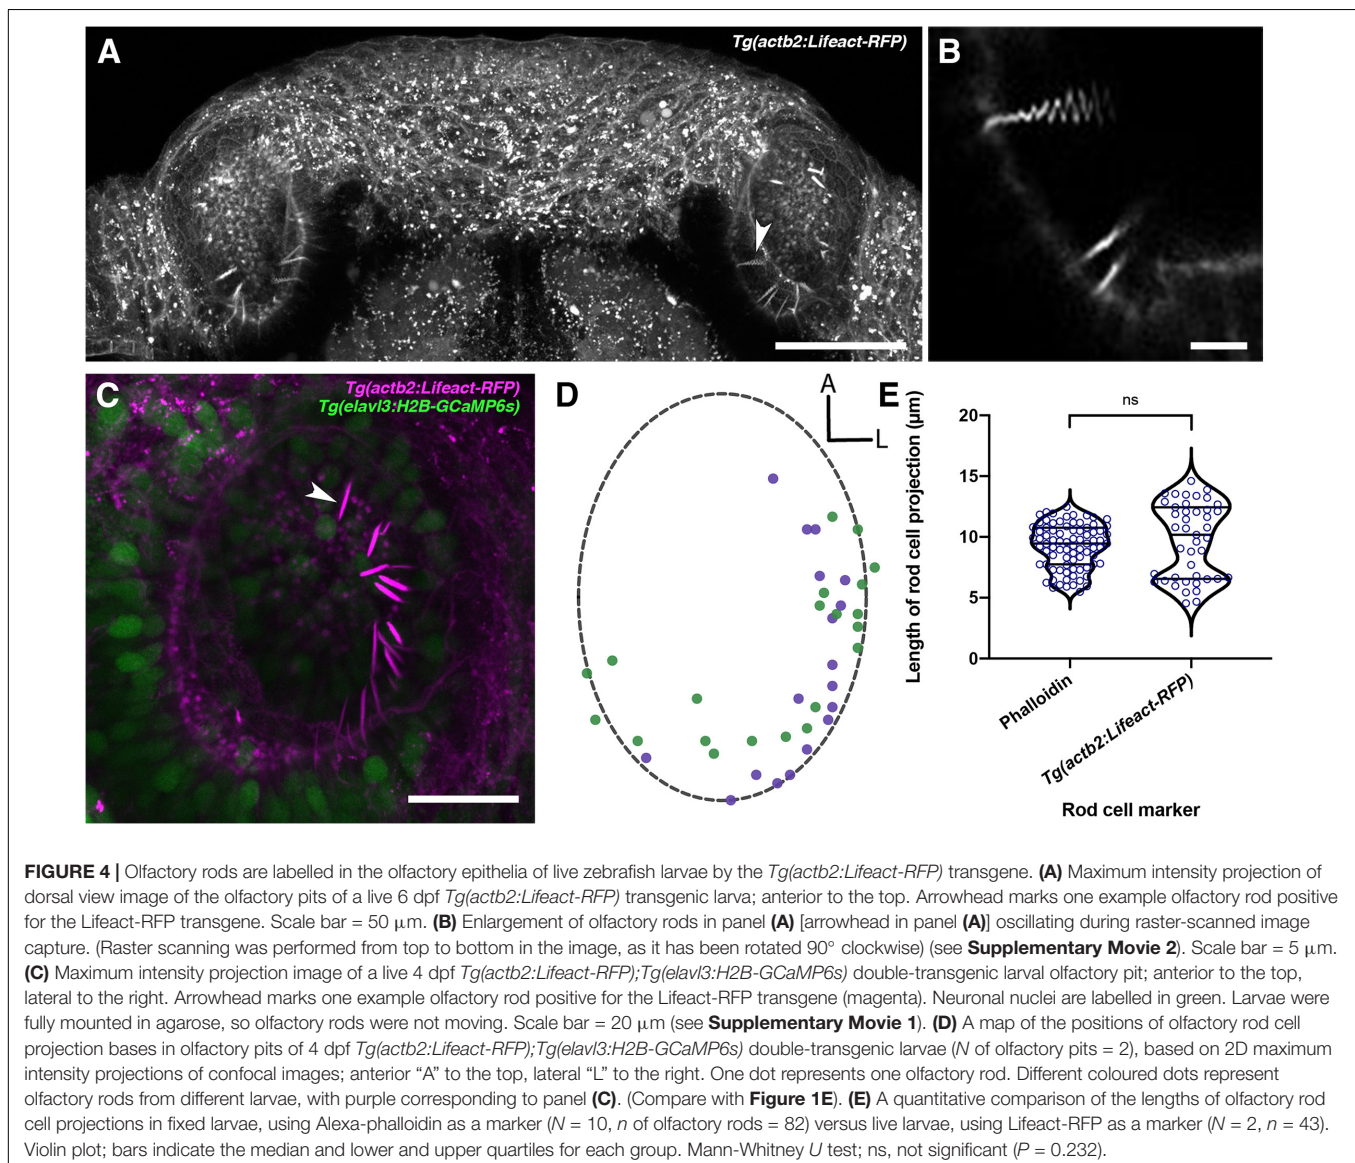 A
Tg(actb2:Lifeact-RFP)
B
C
Tg(actb2:Lifeact-RFP)
Tg(elavl3:H2B-GCaMP6s)
D
A
L
E
Length of rod cell projection (µm)
20
15
10
5
0
ns
Phalloidin
Tg(actb2:Lifeact-RFP)
Rod cell marker
FIGURE 4 | Olfactory rods are labelled in the olfactory epithelia of live zebrafish larvae by the Tg(actb2:Lifeact-RFP) transgene. (A) Maximum intensity projection of
dorsal view image of the olfactory pits of a live 6 dpf Tg(actb2:Lifeact-RFP) transgenic larva; anterior to the top. Arrowhead marks one example olfactory rod positive
for the Lifeact-RFP transgene. Scale bar = 50 µm. (B) Enlargement of olfactory rods in panel (A) [arrowhead in panel (A)] oscillating during raster-scanned image
capture. (Raster scanning was performed from top to bottom in the image, as it has been rotated 90° clockwise) (see Supplementary Movie 2). Scale bar = 5 µm.
(C) Maximum intensity projection image of a live 4 dpf Tg(actb2:Lifeact-RFP);Tg(elavl3:H2B-GCaMP6s) double-transgenic larval olfactory pit; anterior to the top,
lateral to the right. Arrowhead marks one example olfactory rod positive for the Lifeact-RFP transgene (magenta). Neuronal nuclei are labelled in green. Larvae were
fully mounted in agarose, so olfactory rods were not moving. Scale bar = 20 µm (see Supplementary Movie 1). (D) A map of the positions of olfactory rod cell
projection bases in olfactory pits of 4 dpf Tg(actb2:Lifeact-RFP);Tg(elavl3:H2B-GCaMP6s) double-transgenic larvae (N of olfactory pits = 2), based on 2D maximum
intensity projections of confocal images; anterior “A” to the top, lateral “L” to the right. One dot represents one olfactory rod. Different coloured dots represent
olfactory rods from different larvae, with purple corresponding to panel (C). (Compare with Figure 1E). (E) A quantitative comparison of the lengths of olfactory rod
cell projections in fixed larvae, using Alexa-phalloidin as a marker (N = 10, n of olfactory rods = 82) versus live larvae, using Lifeact-RFP as a marker (N = 2, n = 43).
Violin plot; bars indicate the median and lower and upper quartiles for each group. Mann-Whitney U test; ns, not significant (P = 0.232).